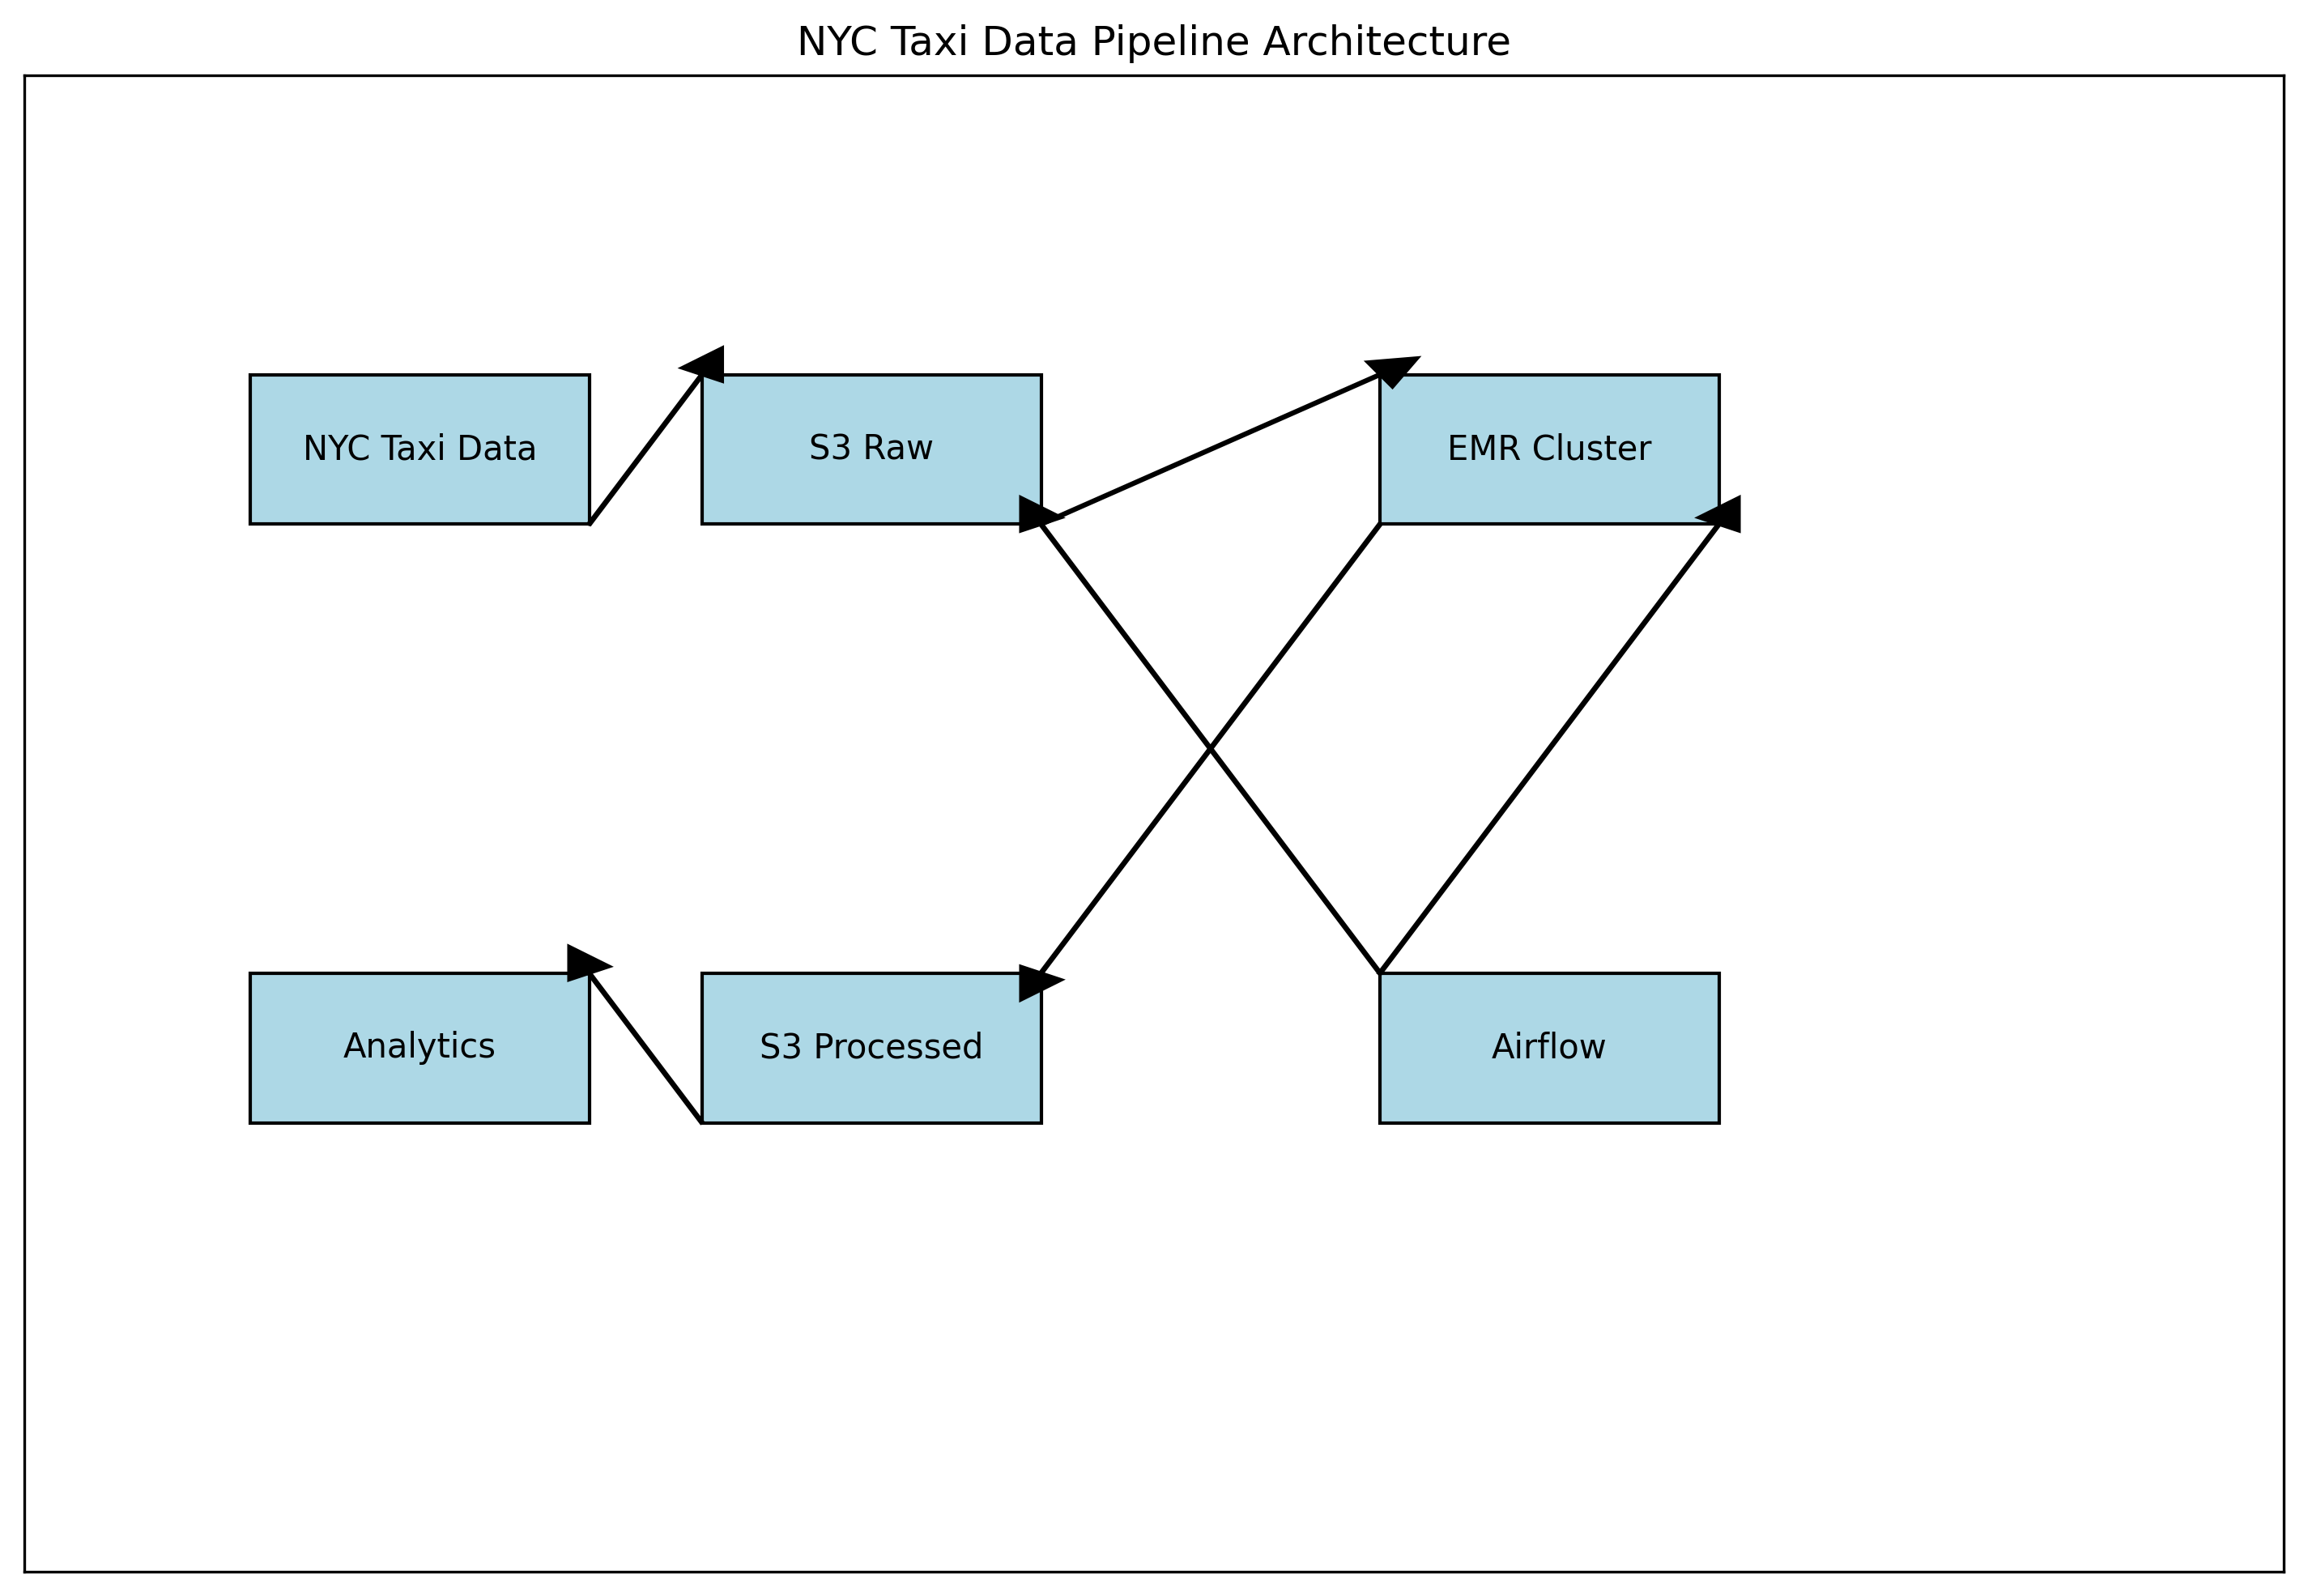 NYC Taxi Data Pipeline Architecture
NYC Taxi Data
S3 Raw
EMR Cluster
Analytics
S3 Processed
Airflow